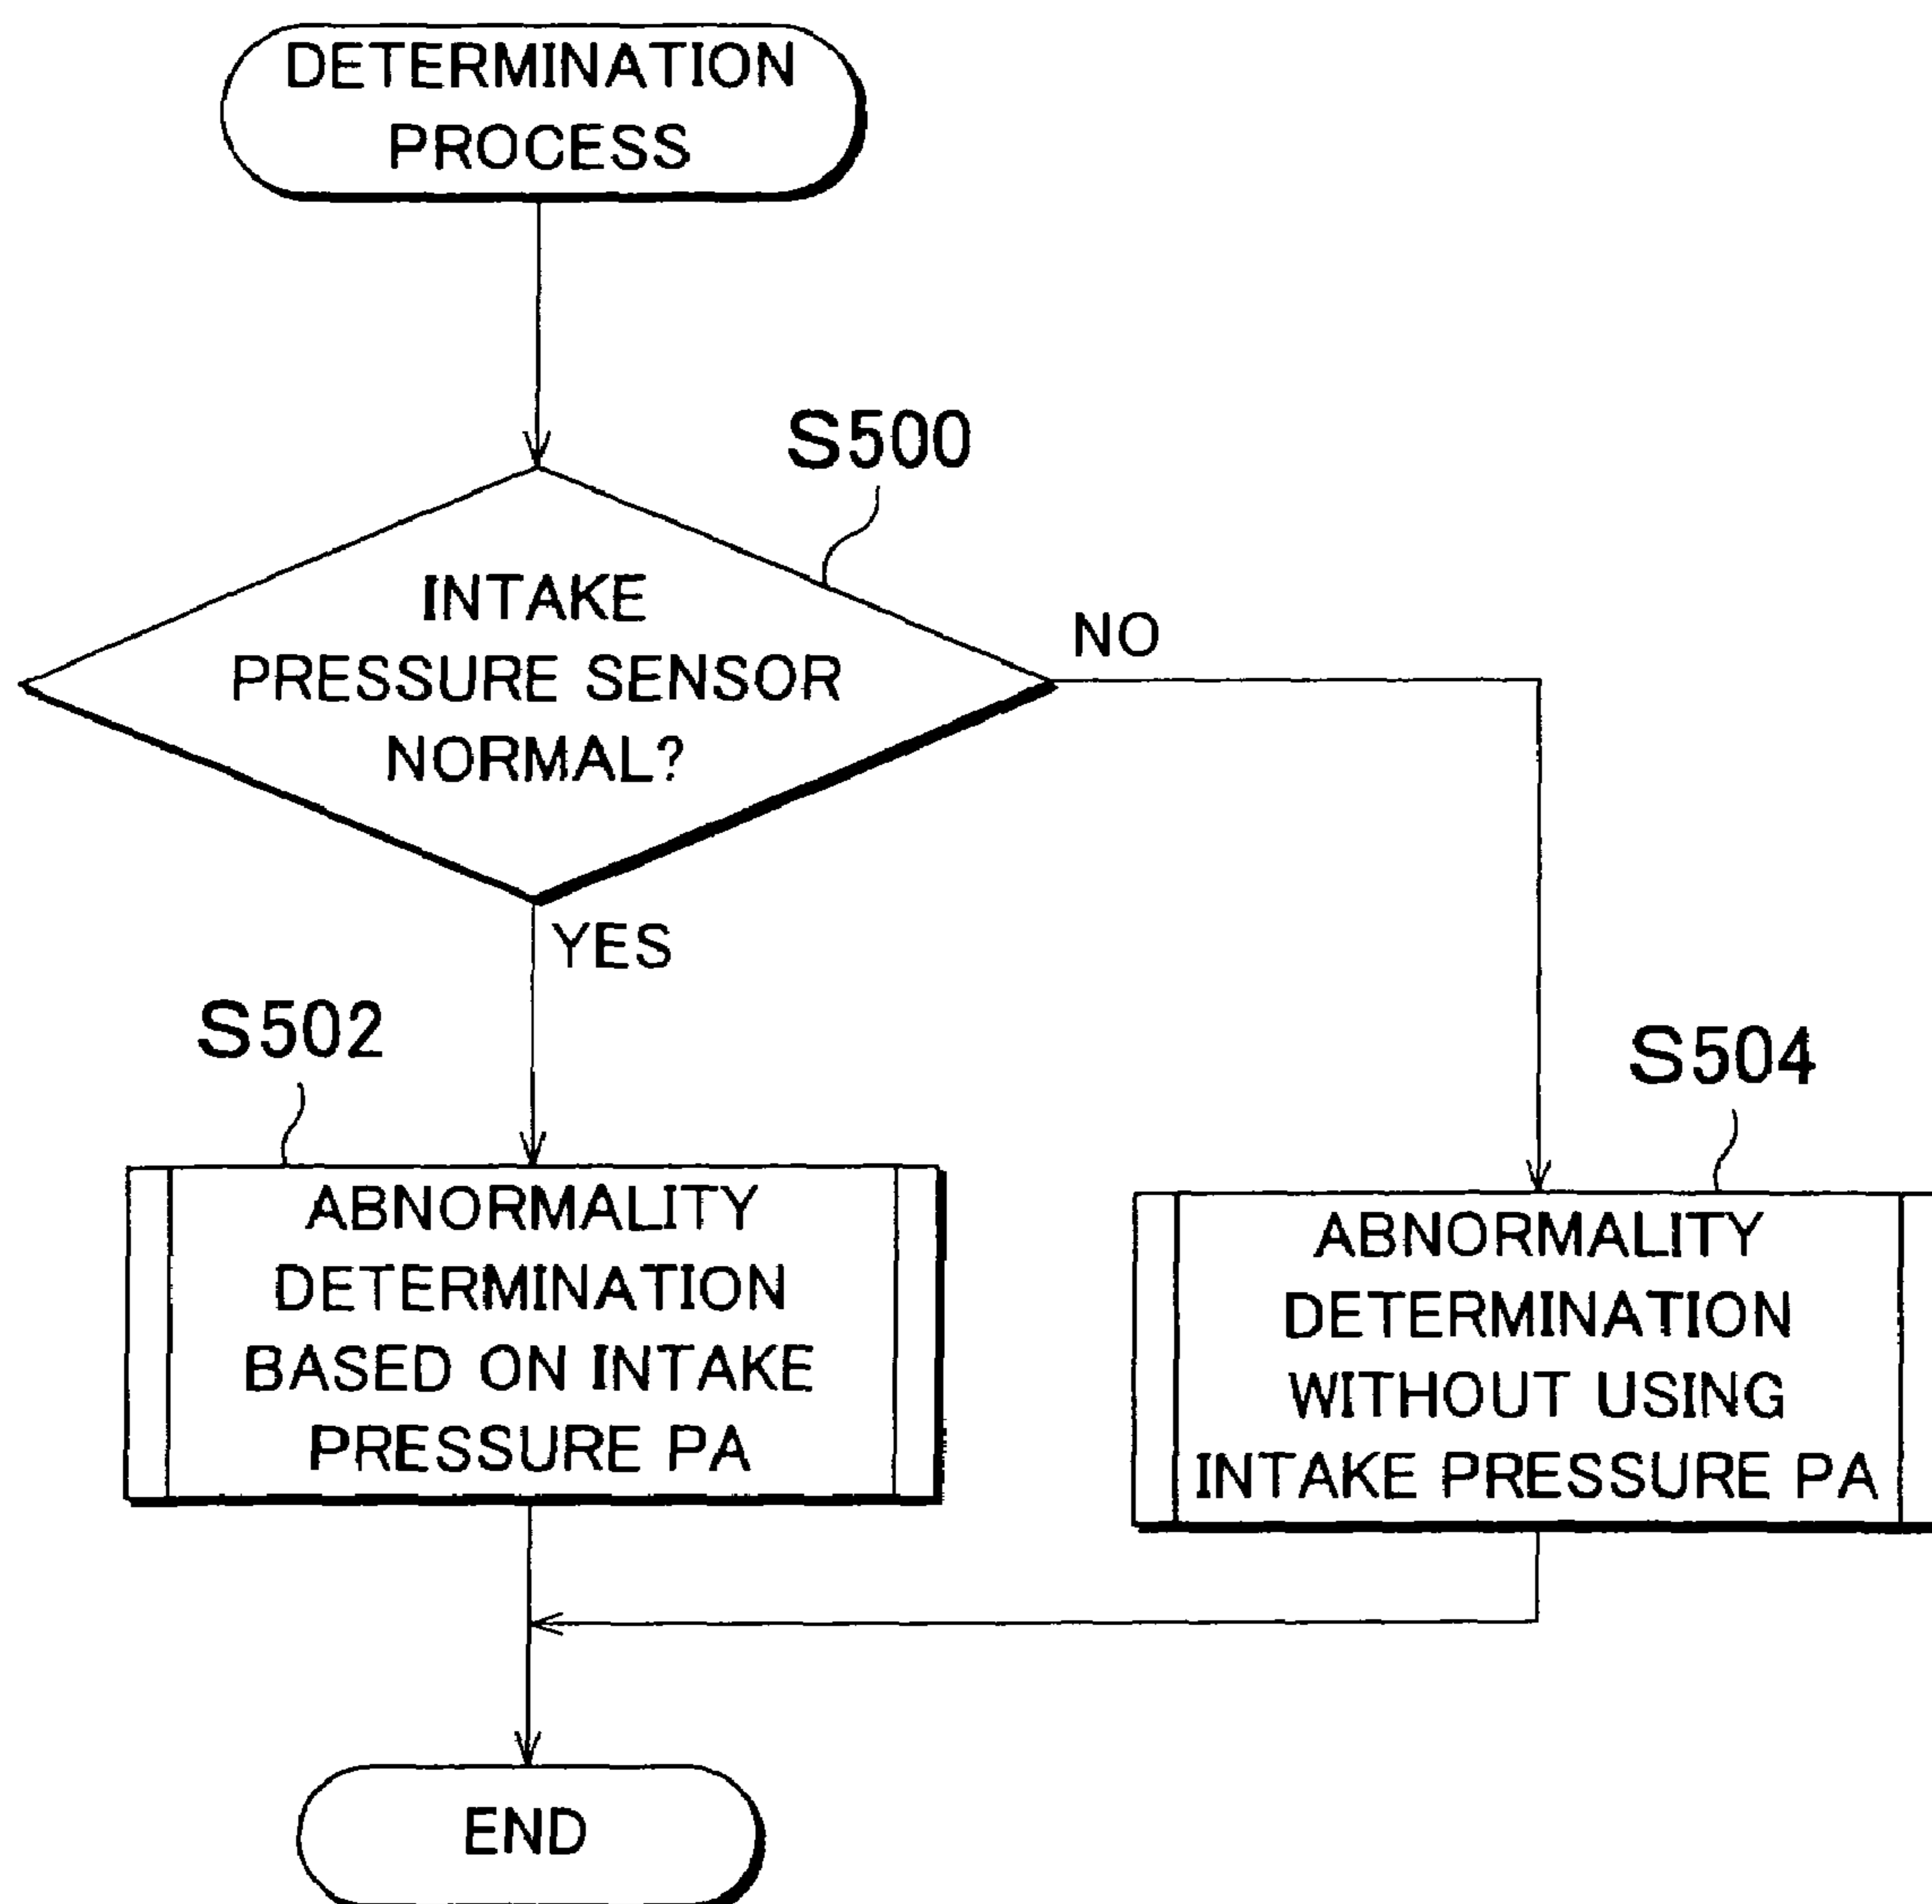 DETERMINATION
PROCESS
S500
INTAKE
PRESSURE SENSOR
NORMAL?
NO
YES
S502
S504
ABNORMALITY
DETERMINATION
BASED ON INTAKE
PRESSURE PA
ABNORMALITY
DETERMINATION
WITHOUT USING
INTAKE PRESSURE PA
END